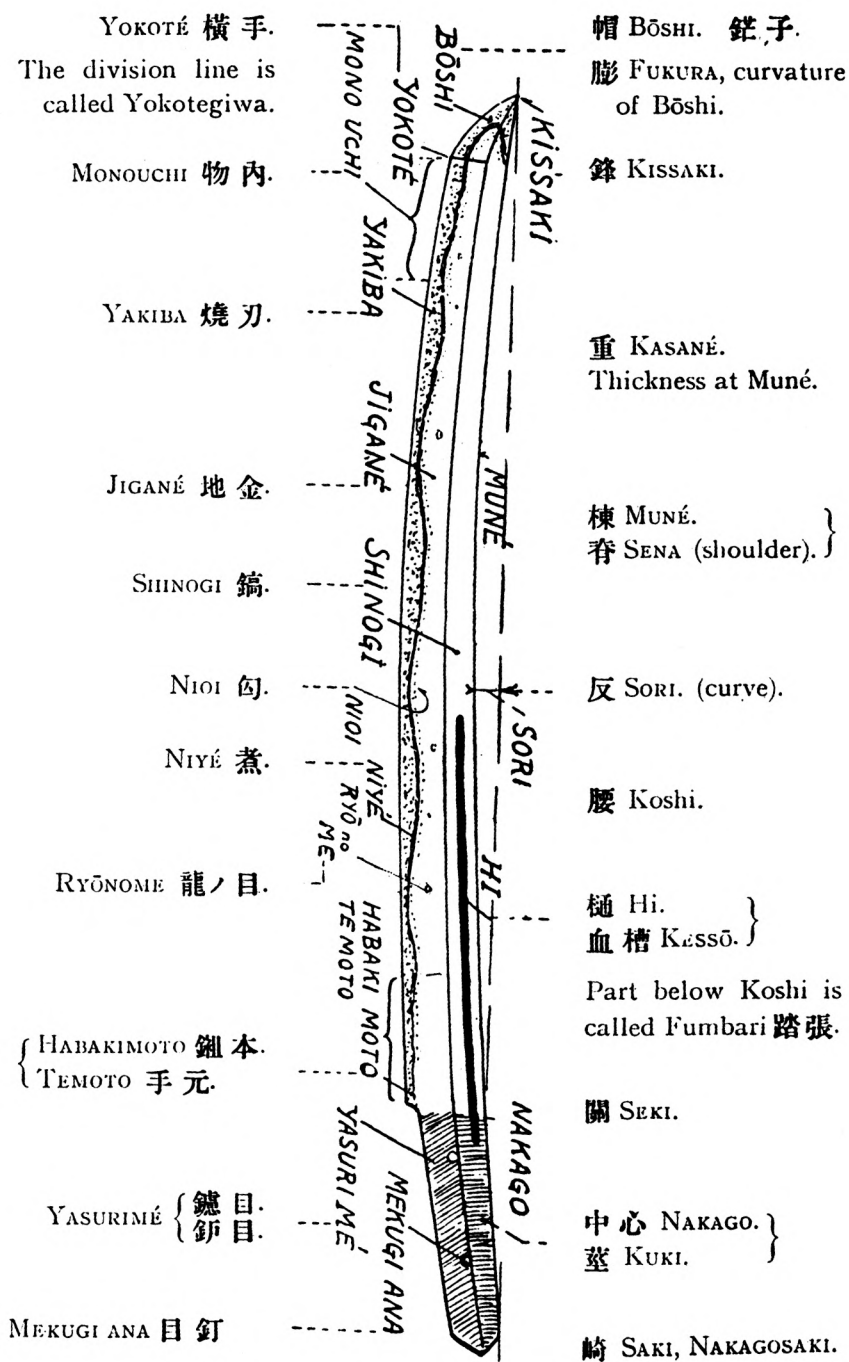 YOKOTÉ 横手.
The division line is
called Yokotegiwa.
MONOUCHI 物內.
YAKIBA 燒刃.
JIGANÉ 地金.
SHINOGI 鎬.
NIOI 匂.
NIYÉ 煮.
RYŌNOME 龍ノ目.
HABAKIMOTO 鎺本.
TEMOTO 手元.
YASURIMÉ 鑢目.
鈩目.
MEKUGI ANA 目釘
BŌSHI
KISSAKI
YOKOTÉ
MONO UCHI
YAKIBA
JIGANÉ
MUNÉ
SHINOGI
SORI
NIOI
NIYÉ
RYŌ no
ME
HI
HABAKI MOTO
TEMOTO
NAKAGO
YASURI MÉ
MEKUGI ANA
帽 BŌSHI. 鋩子.
膨 FUKURA, curvature
of Bōshi.
鋒 KISSAKI.
重 KASANÉ.
Thickness at Muné.
棟 MUNÉ.
脊 SENA (shoulder).
反 SORI. (curve).
腰 Koshi.
樋 Hi.
血槽 KESSŌ.
Part below Koshi is
called Fumbari 踏張.
關 SEKI.
中心 NAKAGO.
莖 KUKI.
崎 SAKI, NAKAGOSAKI.